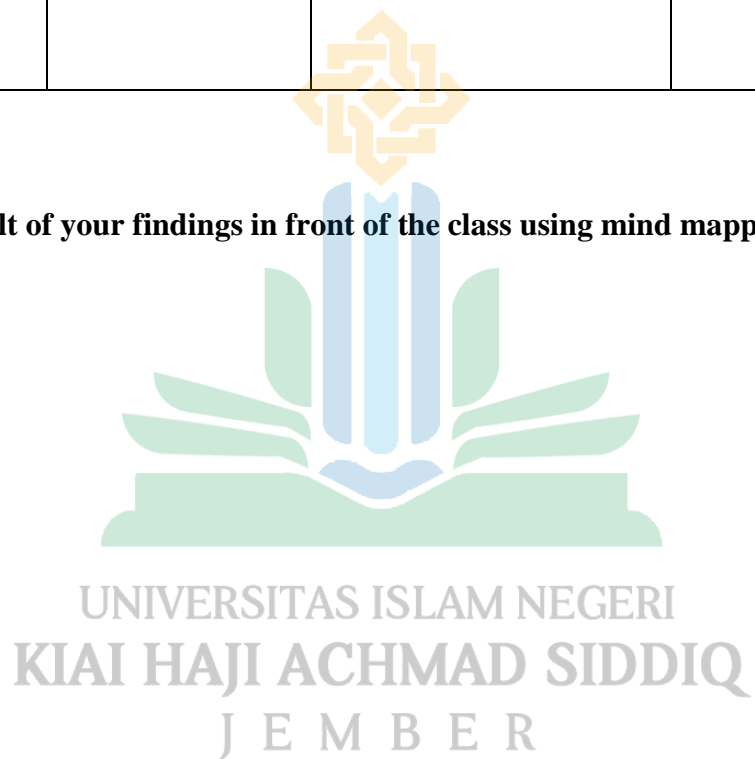 lt of your findings in front of the class using mind mapp
UNIVERSITAS ISLAM NEGERI
KIAI HAJI ACHMAD SIDDIQ
J E M B E R